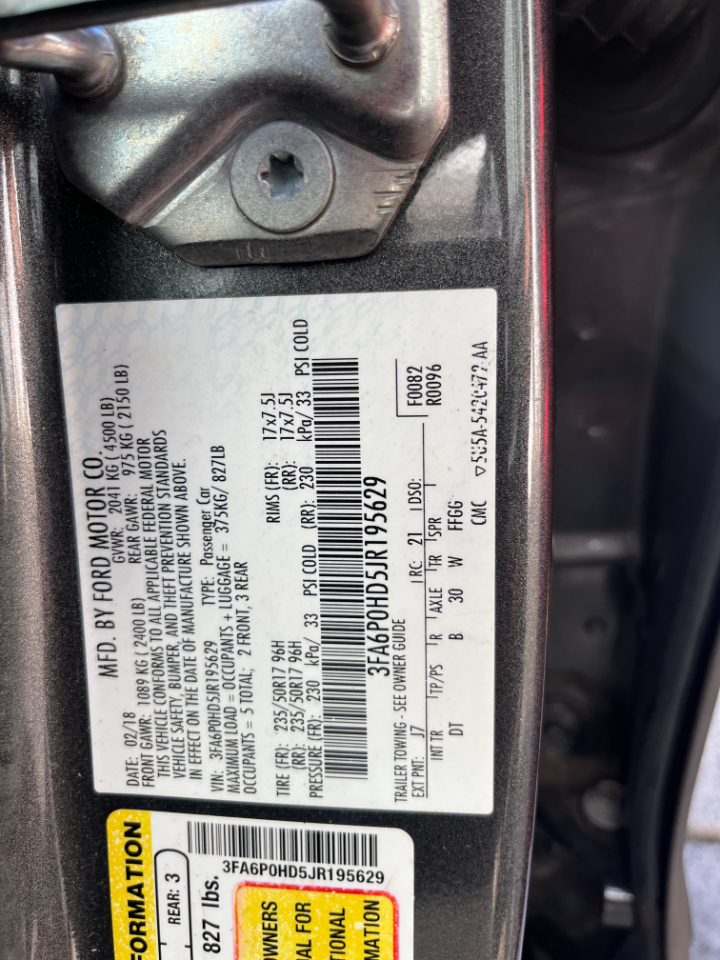 MFD. BY FORD MOTOR CO.
DATE: 02/18 GVWR: 2041 KG ( 4500 LB)
FRONT GAWR: 1089 KG ( 2400 LB) REAR GAWR: 975 KG ( 2150 LB)
THIS VEHICLE CONFORMS TO ALL APPLICABLE FEDERAL MOTOR
VEHICLE SAFETY, BUMPER, AND THEFT PREVENTION STANDARDS
IN EFFECT ON THE DATE OF MANUFACTURE SHOWN ABOVE.
VIN: 3FA6P0HD5JR195629 TYPE: Passenger Car
MAXIMUM LOAD = OCCUPANTS + LUGGAGE = 375KG/ 827LB
OCCUPANTS = 5 TOTAL; 2 FRONT, 3 REAR
TIRE (FR): 235/50R17 96H RIMS (FR): 17x7.5J
(RR): 235/50R17 96H (RR): 17x7.5J
PRESSURE (FR): 230 kPa/ 33 PSI COLD (RR): 230 kPa/ 33 PSI COLD
3FA6P0HD5JR195629
TRAILER TOWING - SEE OWNER GUIDE F0082
EXT PNT: J7 RC: 21 DSO: R0096
INT TR TP/PS R AXLE TR SPR
DT B 30 W FFGG
CMC
FORMATION
REAR: 3
827 lbs.
3FA6P0HD5JR195629
OWNERS